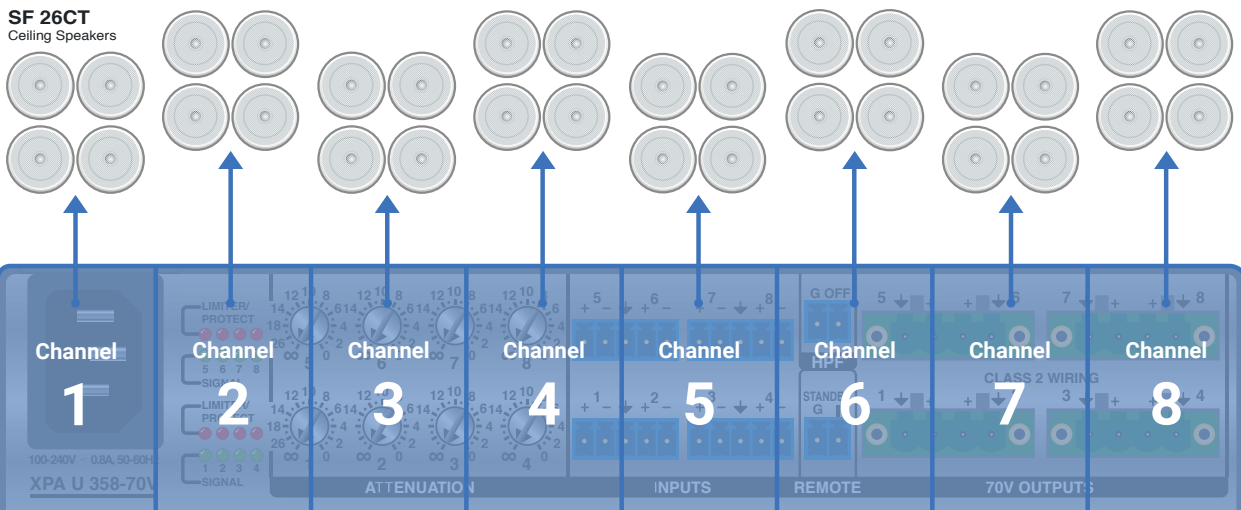 SF 26CT
Ceiling Speakers
Channel
1
Channel
2
Channel
3
Channel
4
Channel
5
Channel
6
Channel
7
Channel
8
LIMITER/
PROTECT
5 6 7 8
SIGNAL
LIMITER/
PROTECT
1 2 3 4
SIGNAL
100-240V ~ 0.8A, 50-60Hz
XPA U 358-70V
ATTENUATION
INPUTS
REMOTE
70V OUTPUTS
G OFF
HPF
CLASS 2 WIRING